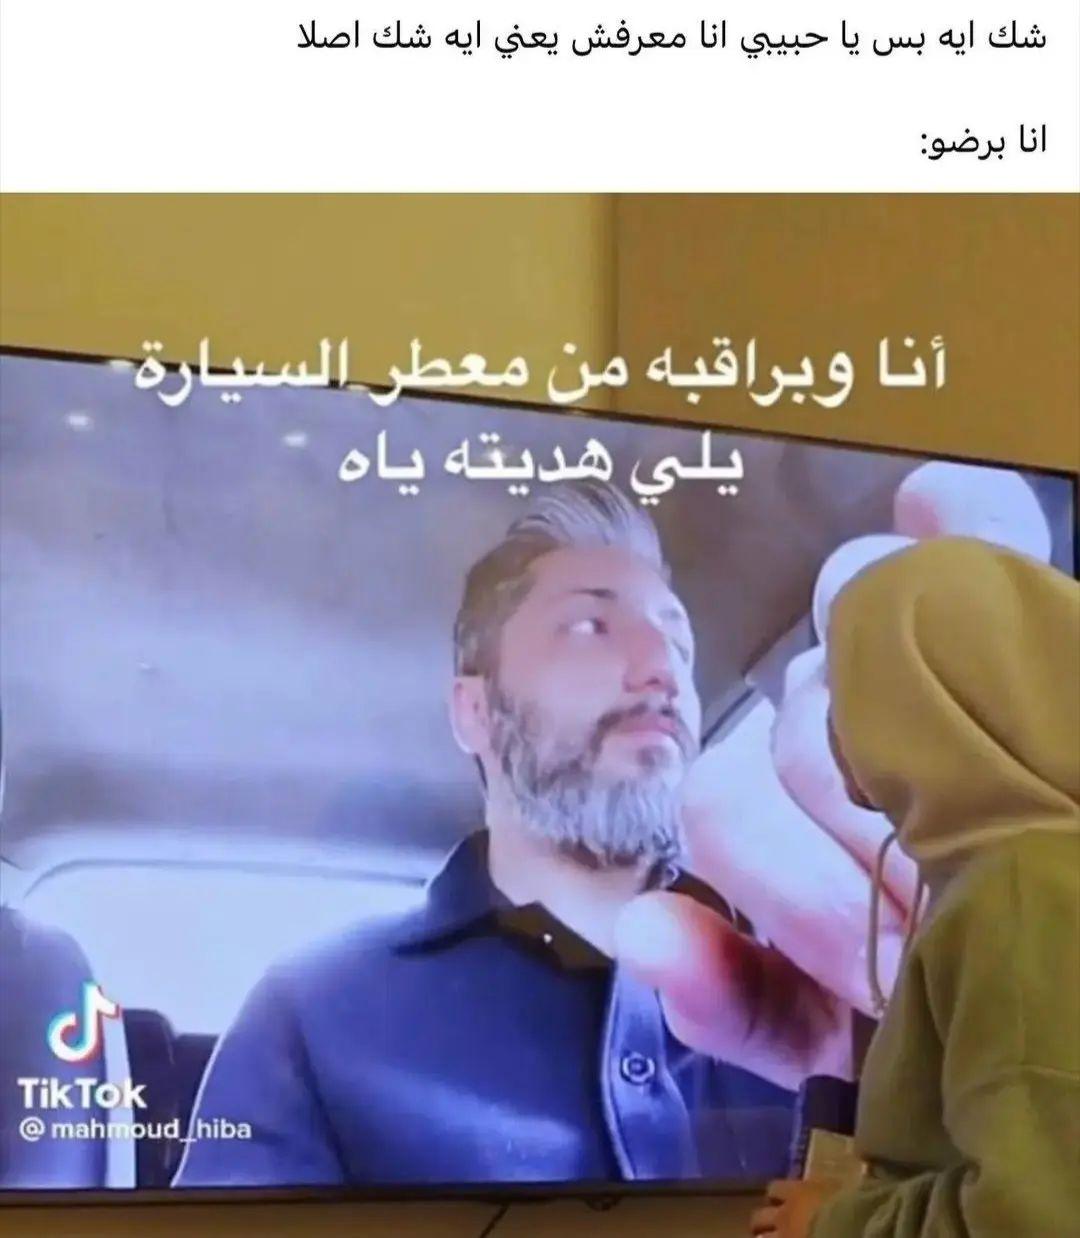 شك ايه بس يا حبيبي انا معرفش يعني ايه شك اصلا
انا برضو:
أنا وبراقبه من معطر السيارة
يلي هديته ياه
TikTok
@mahmoud_hiba